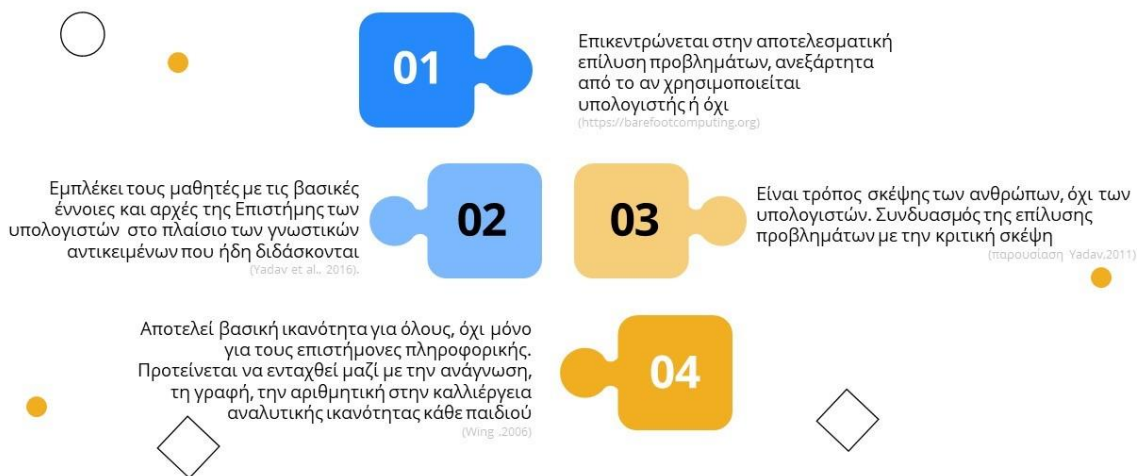 01
Επικεντρώνεται στην αποτελεσματική
επίλυση προβλημάτων, ανεξάρτητα
από το αν χρησιμοποιείται
υπολογιστής ή όχι
(https://barefootcomputing.org)
Εμπλέκει τους μαθητές με τις βασικές
έννοιες και αρχές της Επιστήμης των
υπολογιστών στο πλαίσιο των γνωστικών
αντικειμένων που ήδη διδάσκονται
(Yadav et al., 2016).
02
03
Είναι τρόπος σκέψης των ανθρώπων, όχι των
υπολογιστών. Συνδυασμός της επίλυσης
προβλημάτων με την κριτική σκέψη
(παρουσίαση Yadav,2011)
Αποτελεί βασική ικανότητα για όλους, όχι μόνο
για τους επιστήμονες πληροφορικής.
Προτείνεται να ενταχθεί μαζί με την ανάγνωση,
τη γραφή, την αριθμητική στην καλλιέργεια
αναλυτικής ικανότητας κάθε παιδιού
(Wing ,2006)
04